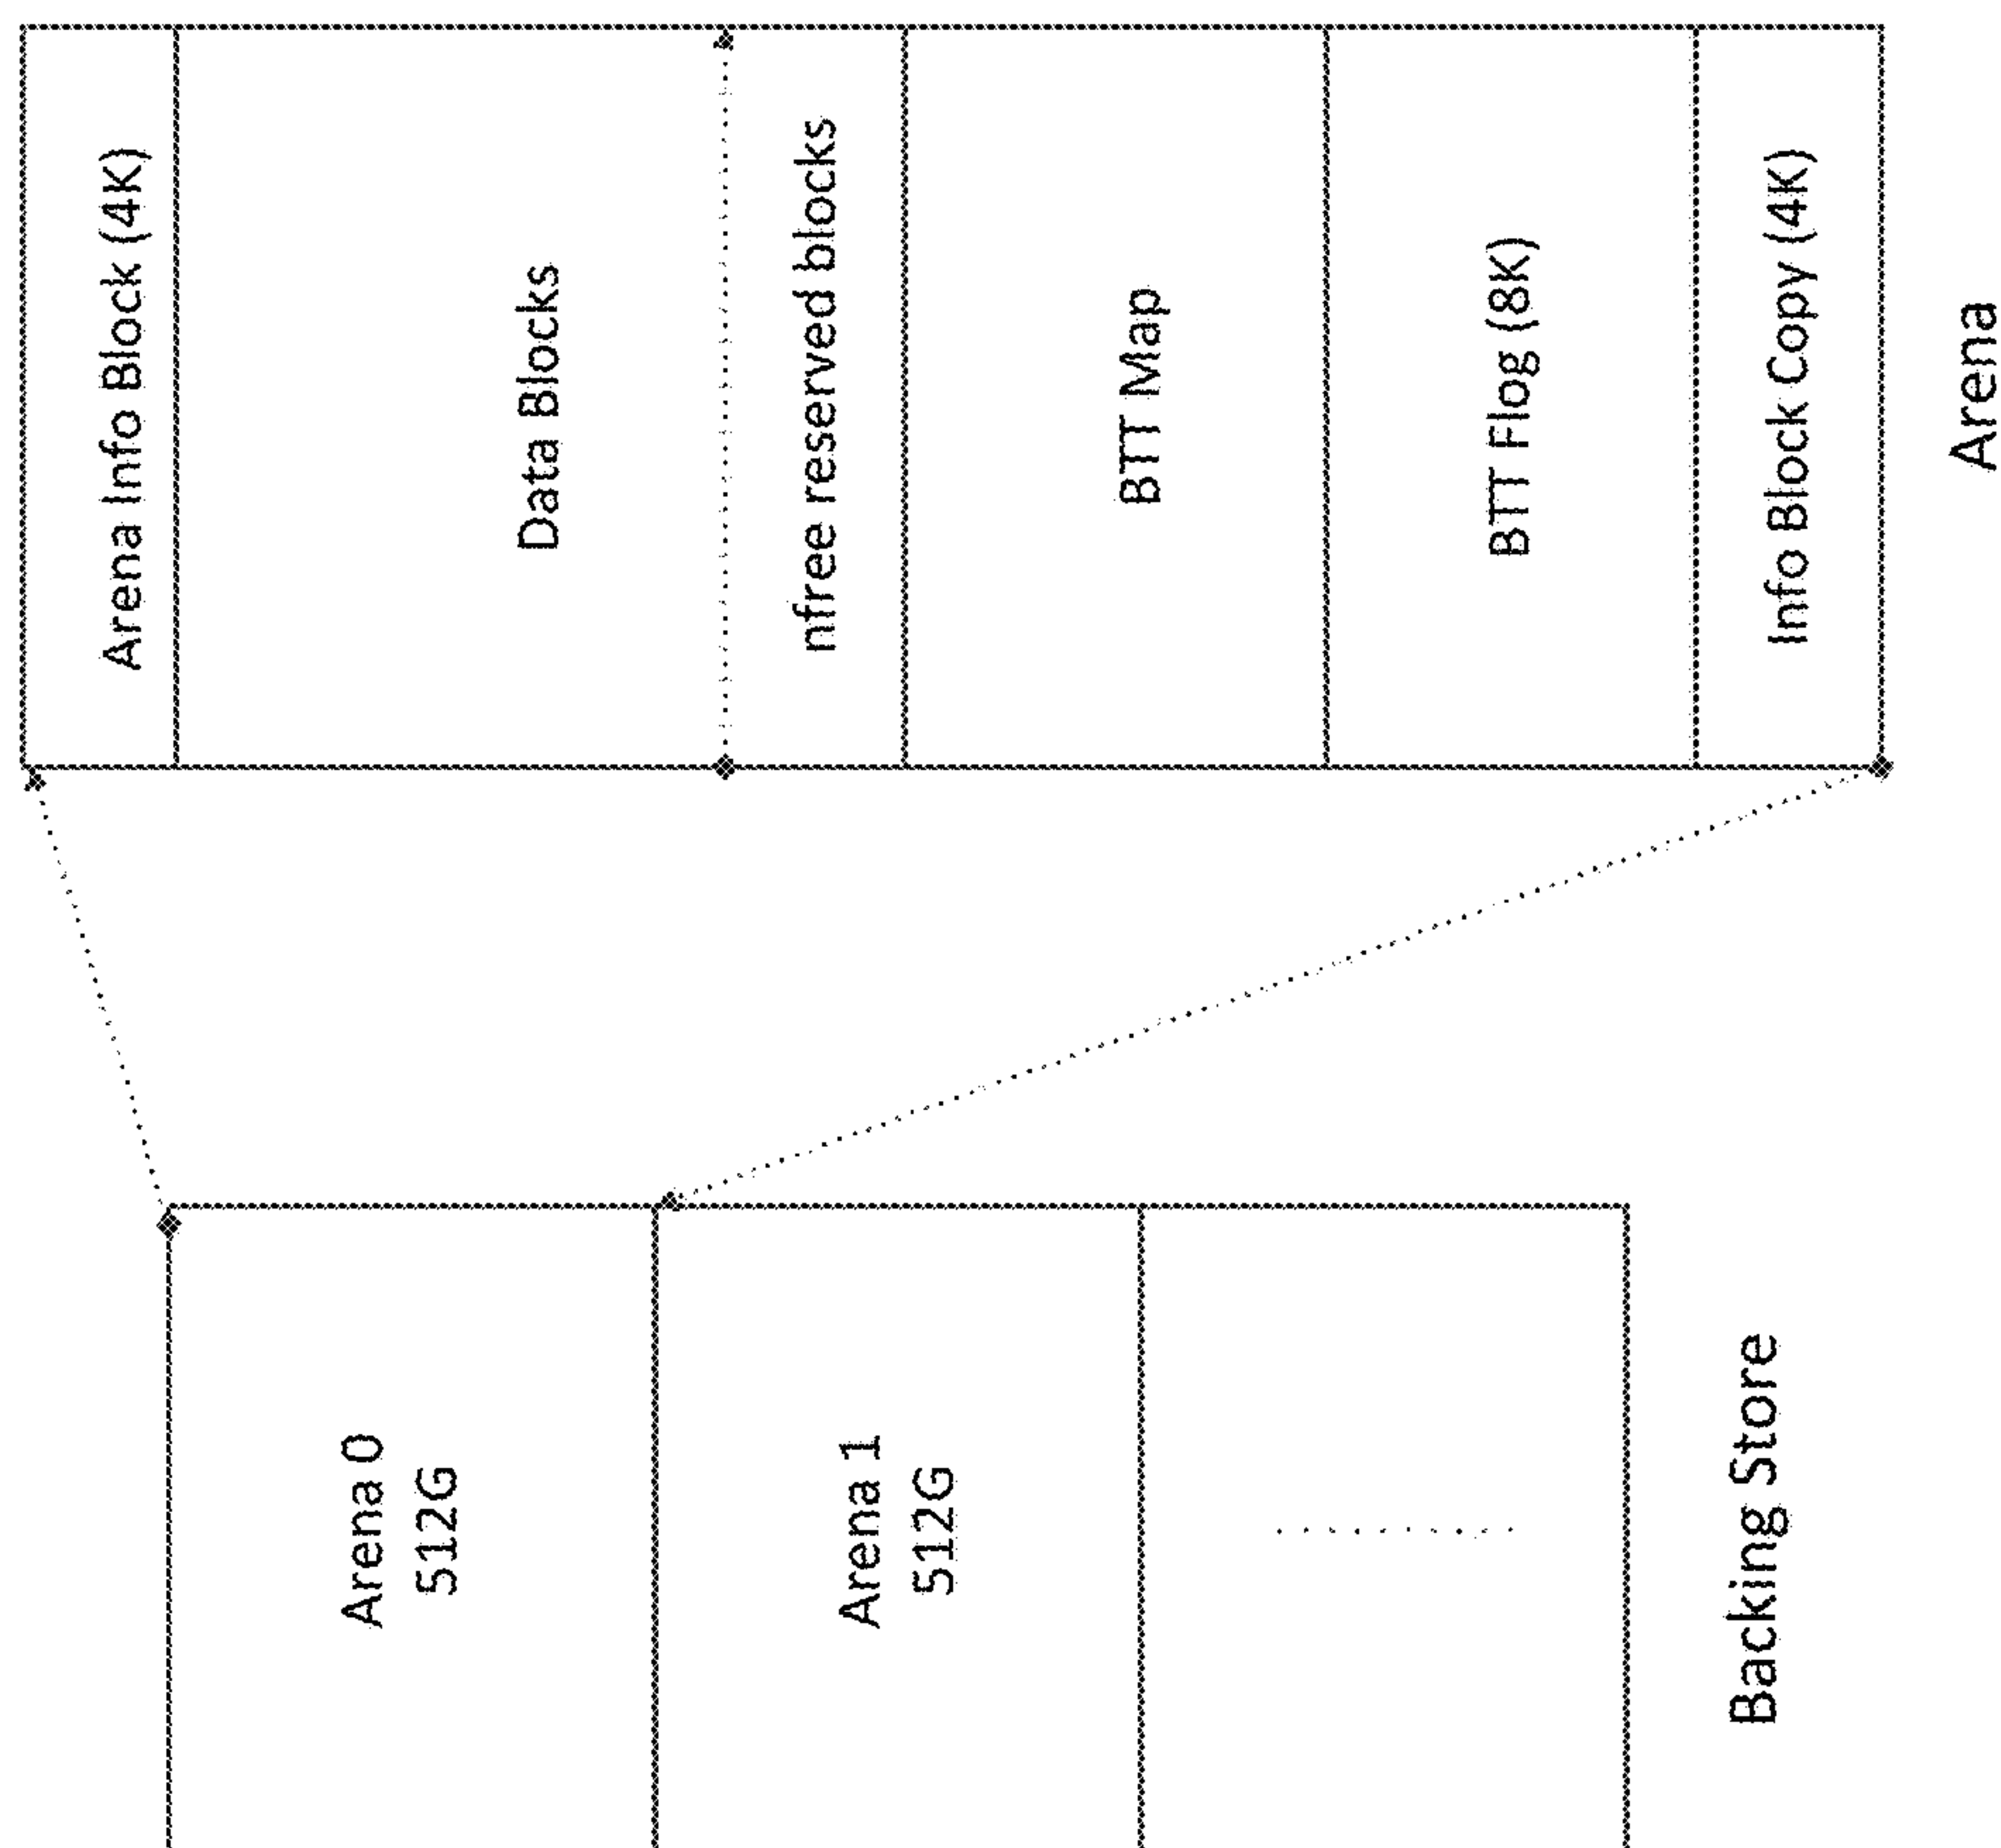 Arena 0
512G
Arena 1
512G
Backing Store
Arena Info Block (4K)
Data Blocks
nfree reserved blocks
BTT Map
BTT Flog (8K)
Info Block Copy (4K)
Arena